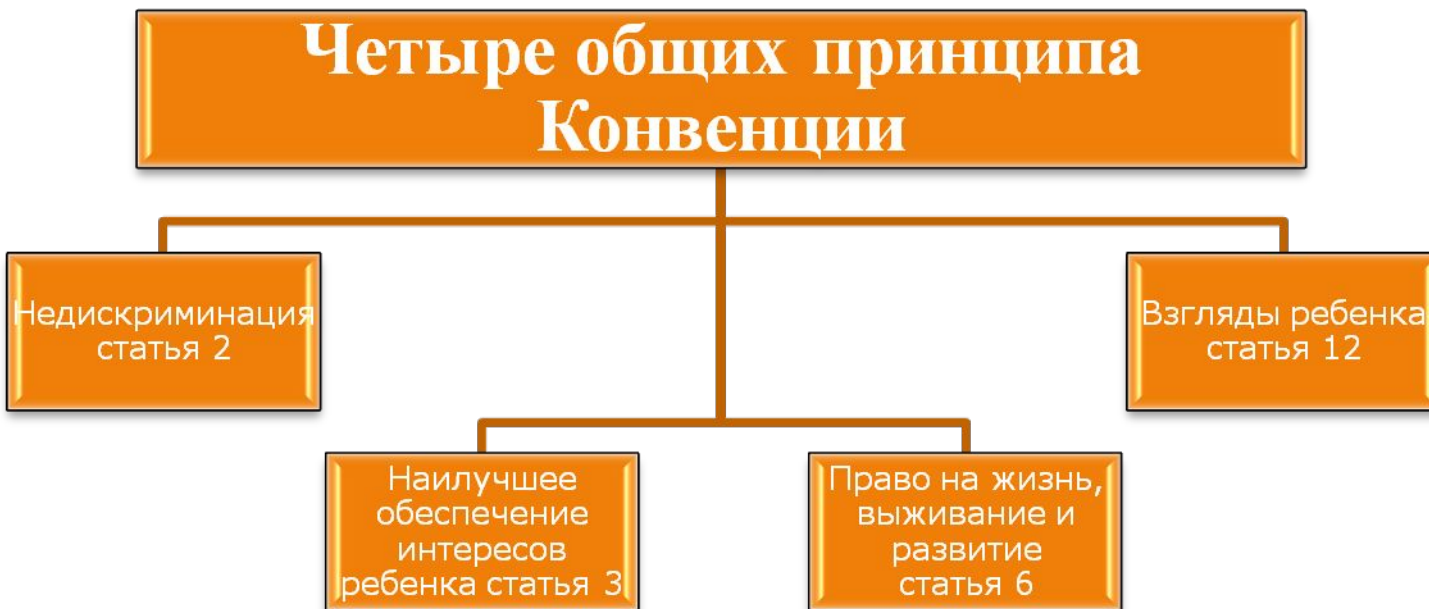 Четыре общих принципа
Конвенции
Недискриминация
статья 2
Взгляды ребенка
статья 12
Наилучшее
обеспечение
интересов
ребенка статья 3
Право на жизнь,
выживание и
развитие
статья 6